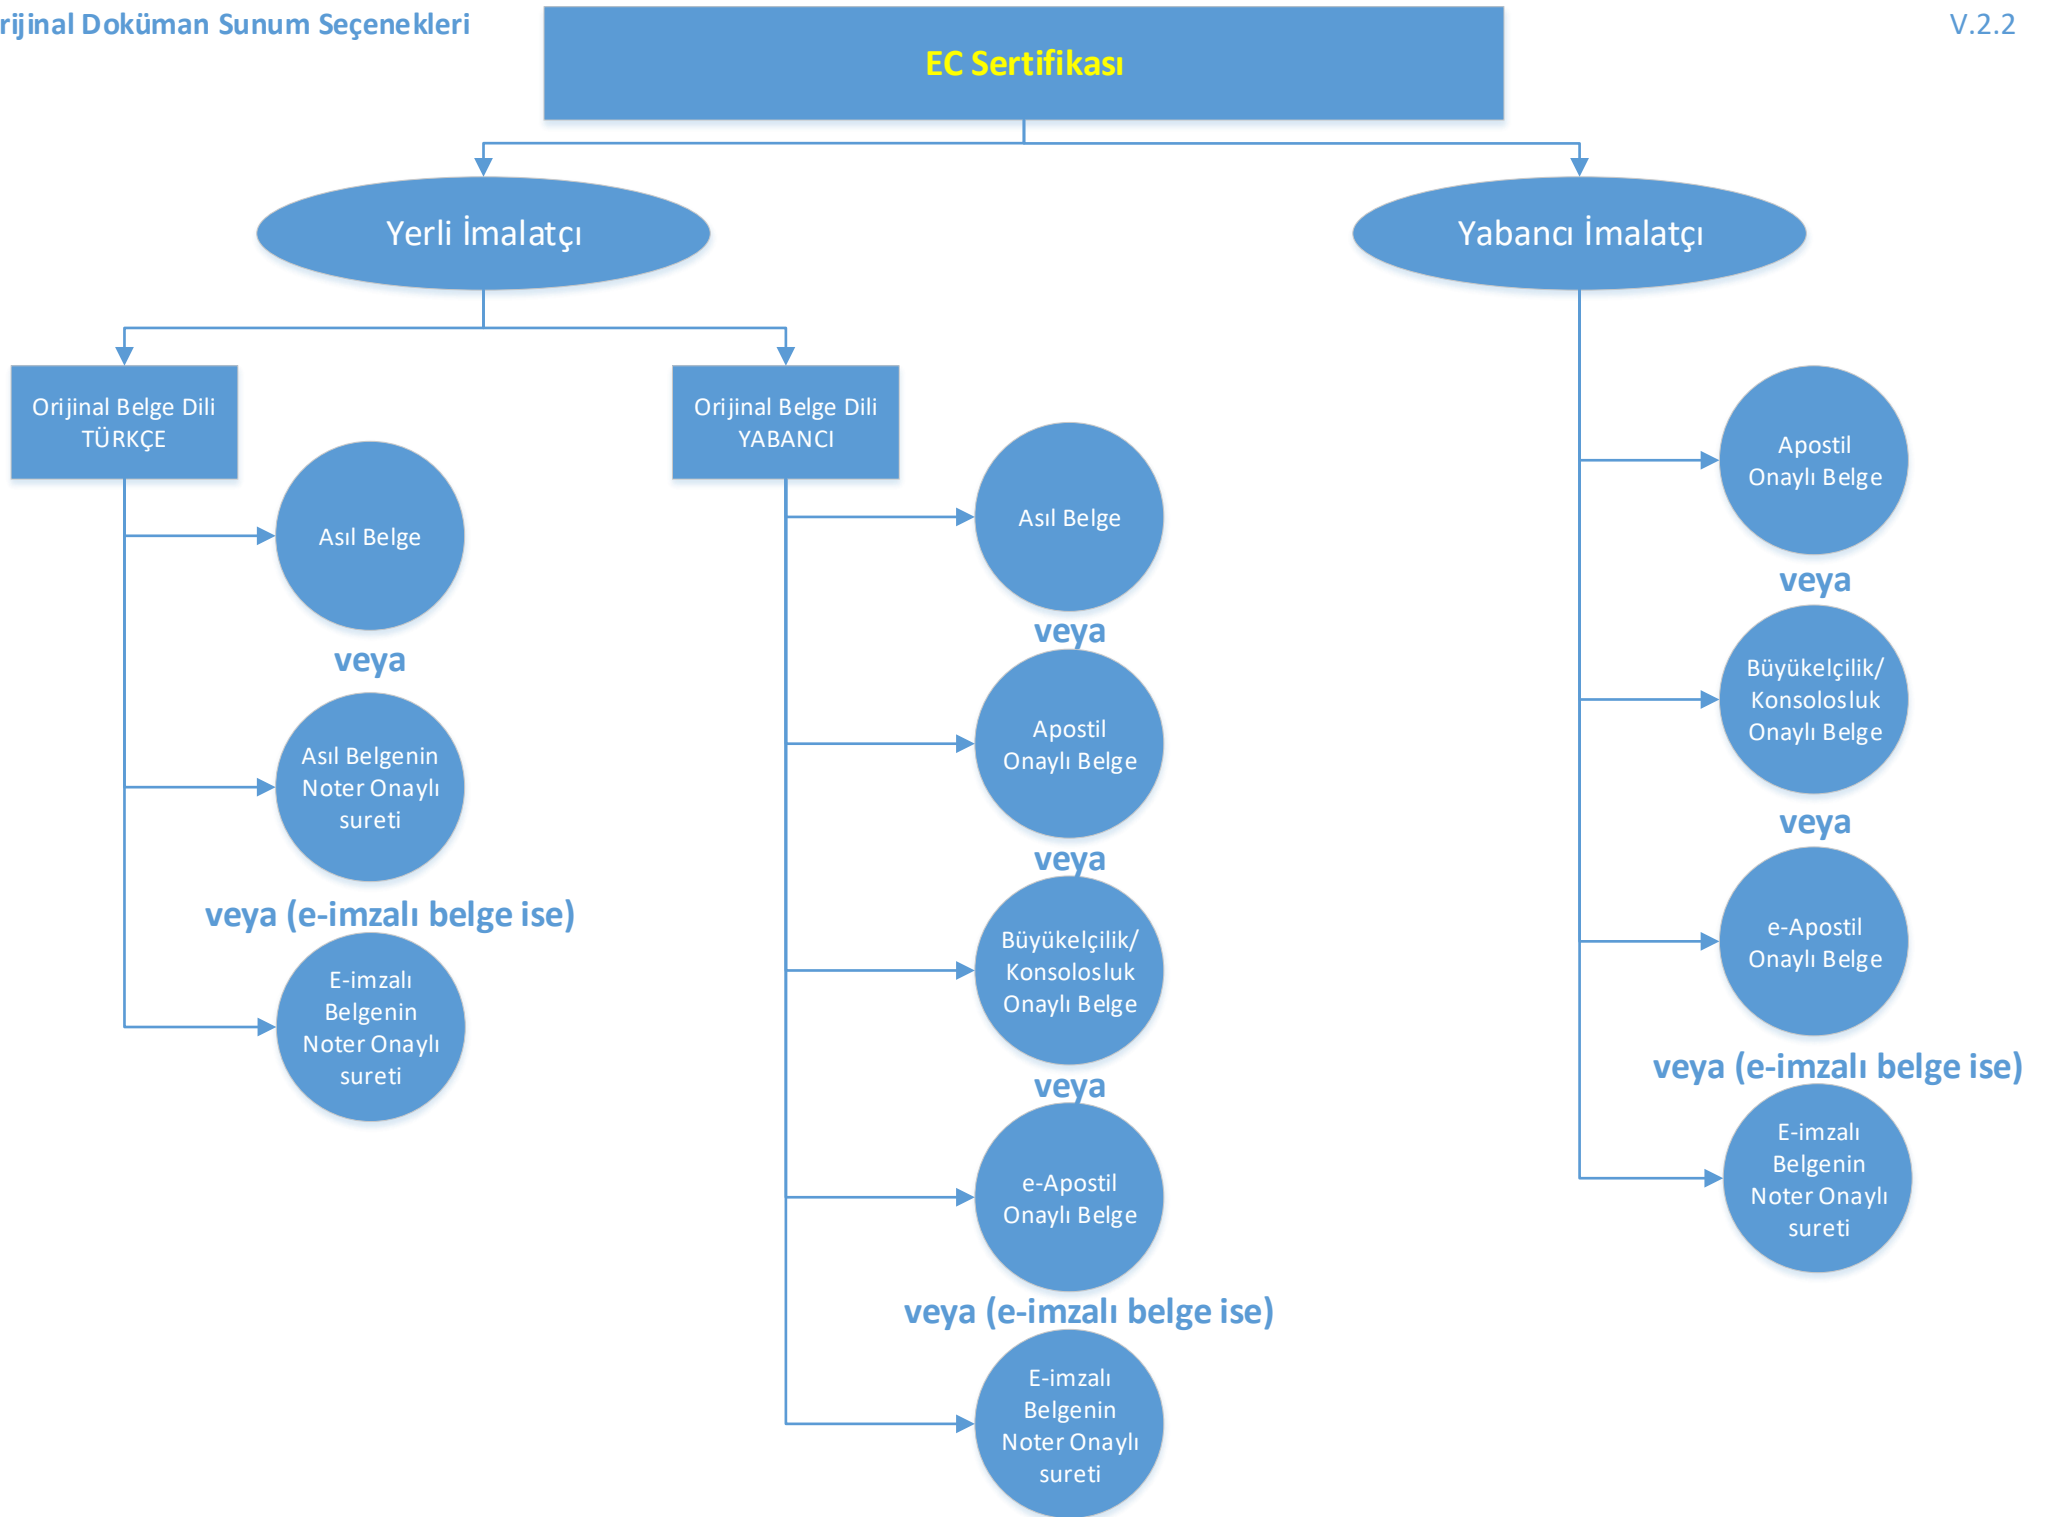 rijinal Doküman Sunum Seçenekleri
V.2.2
EC Sertifikası
Yerli İmalatçı
Yabancı İmalatçı
Orijinal Belge Dili
TÜRKÇE
Asıl Belge
veya
Asıl Belgenin
Noter Onaylı
sureti
veya (e-imzalı belge ise)
E-imzalı
Belgenin
Noter Onaylı
sureti
Orijinal Belge Dili
YABANCI
Asıl Belge
veya
Apostil
Onaylı Belge
veya
Büyükelçilik/
Konsolosluk
Onaylı Belge
veya
e-Apostil
Onaylı Belge
veya (e-imzalı belge ise)
E-imzalı
Belgenin
Noter Onaylı
sureti
Apostil
Onaylı Belge
veya
Büyükelçilik/
Konsolosluk
Onaylı Belge
veya
e-Apostil
Onaylı Belge
veya (e-imzalı belge ise)
E-imzalı
Belgenin
Noter Onaylı
sureti